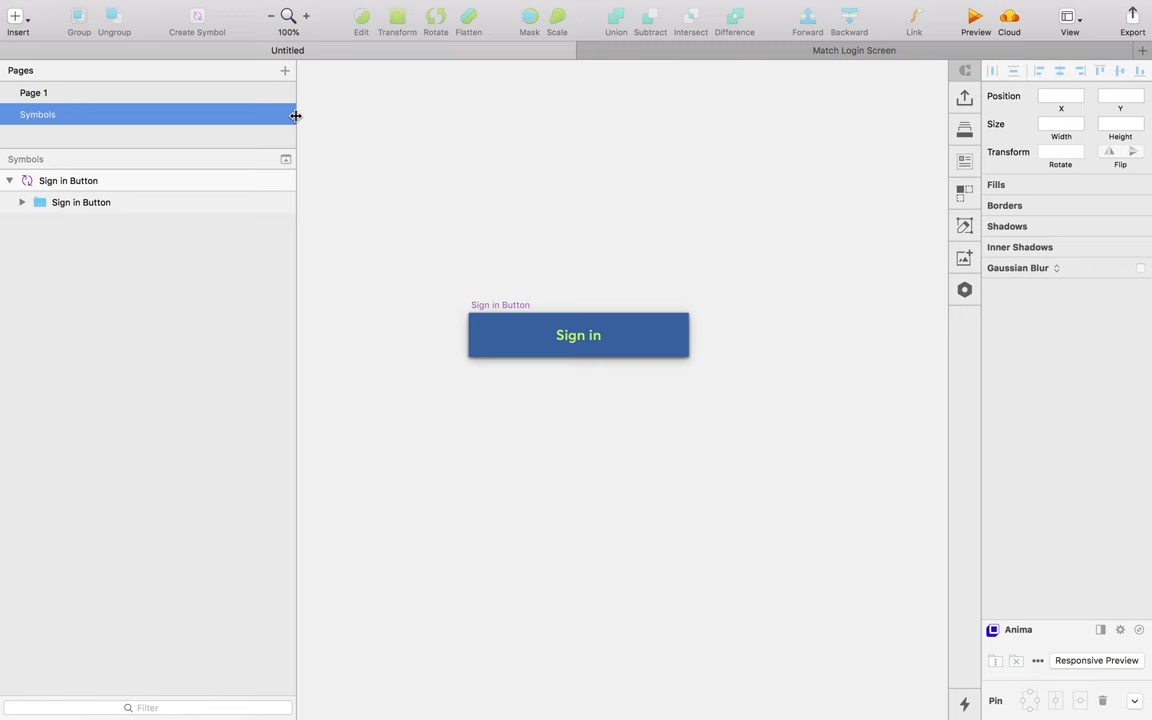 Insert Group Ungroup Create Symbol 100% Edit Transform Rotate Flatten Mask Scale Union Subtract Intersect Difference Forward Backward Link Preview Cloud View Export
Untitled Match Login Screen
Pages
Page 1
Symbols
Symbols
Sign in Button
Sign in Button
Filter
Sign in Button
Sign in
Position
X Y
Size
Width Height
Transform
Rotate Flip
Fills
Borders
Shadows
Inner Shadows
Gaussian Blur
Anima
Responsive Preview
Pin